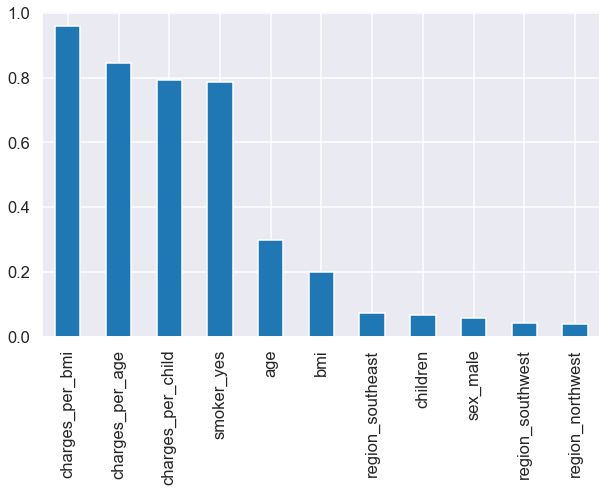 1.0
0.8
0.6
0.4
0.2
0.0
charges_per_bmi
charges_per_age
charges_per_child
smoker_yes
age
bmi
region_southeast
children
sex_male
region_southwest
region_northwest